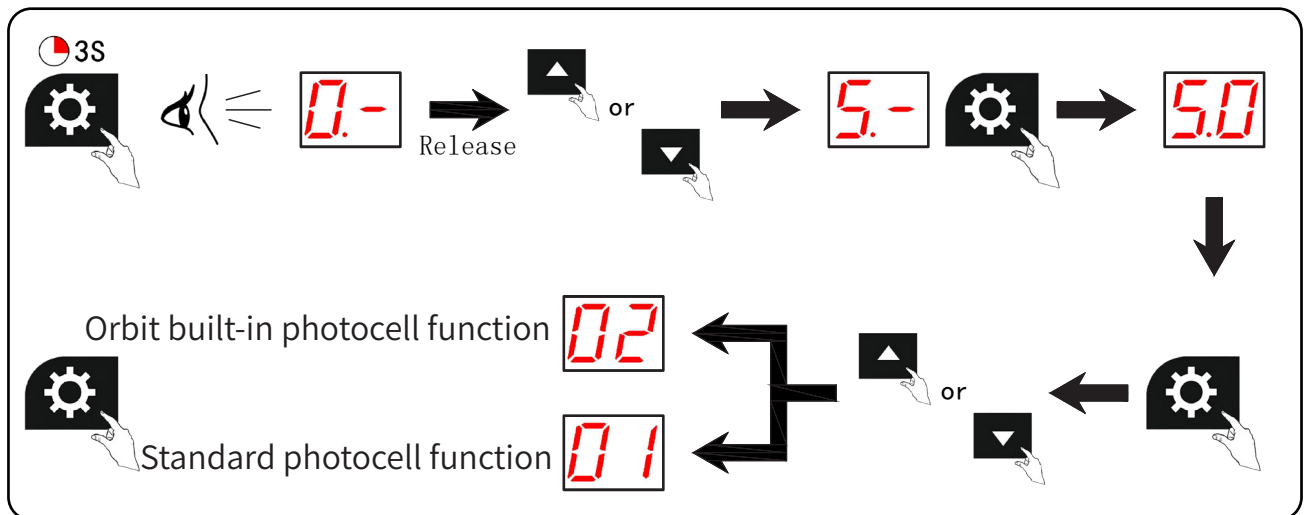 3S
0.-
Release
or
5.-
5.0
Orbit built-in photocell function 02
or
Standard photocell function 01